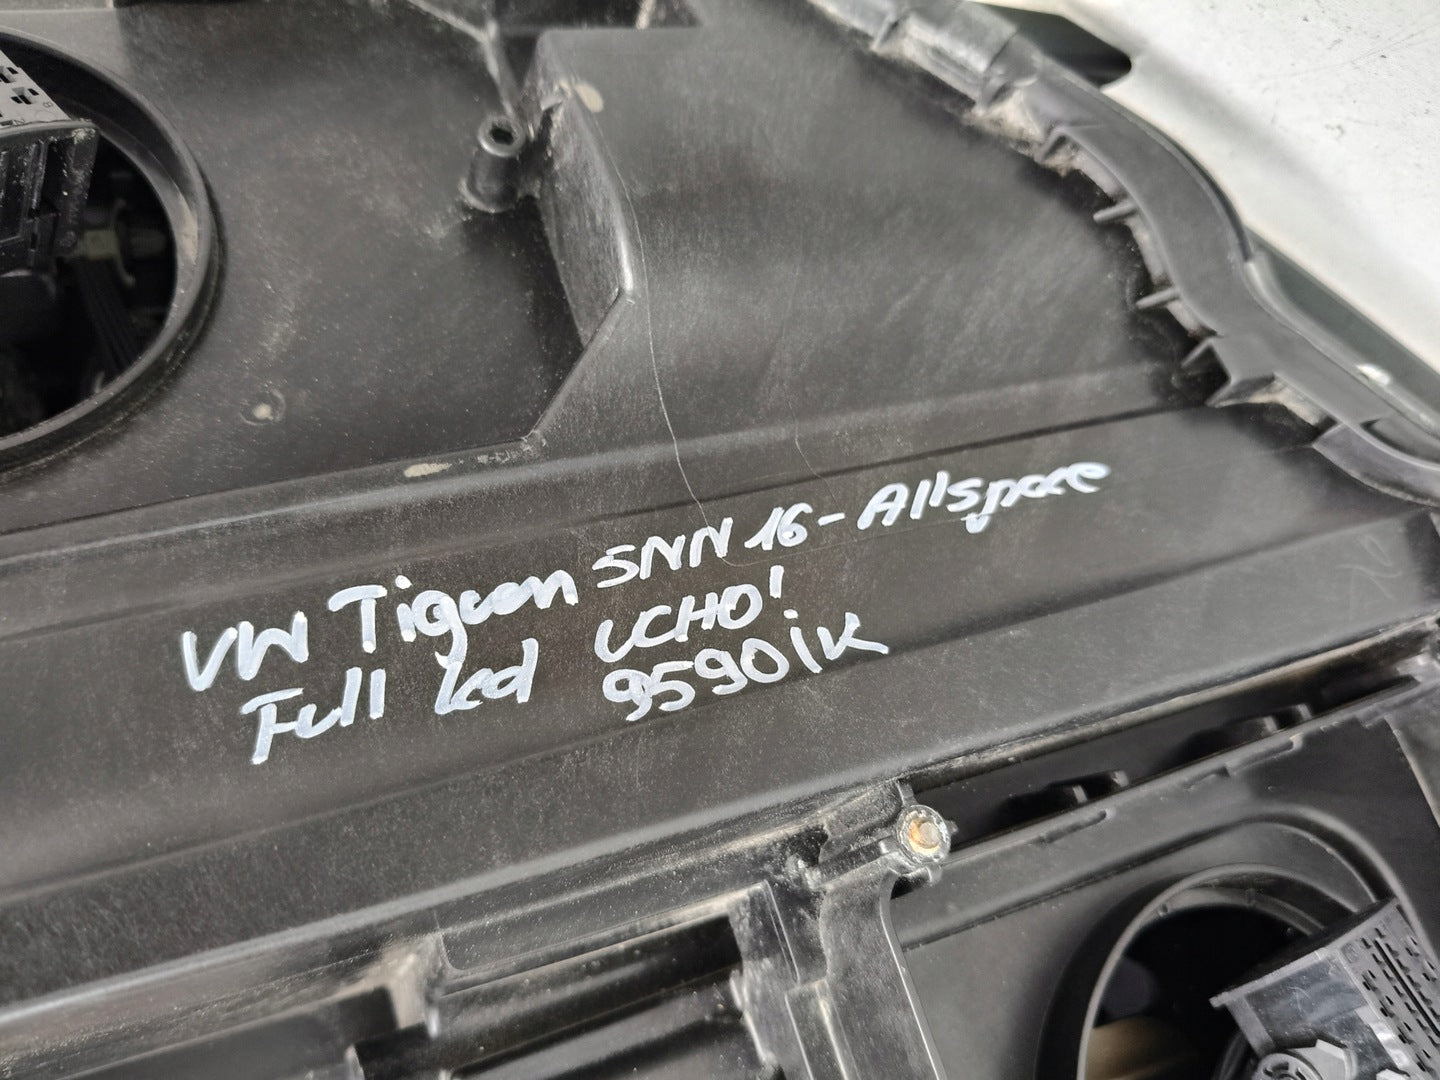 VW Tiguan 5NN 16- Allspace
Full led UCHO!
9590iK